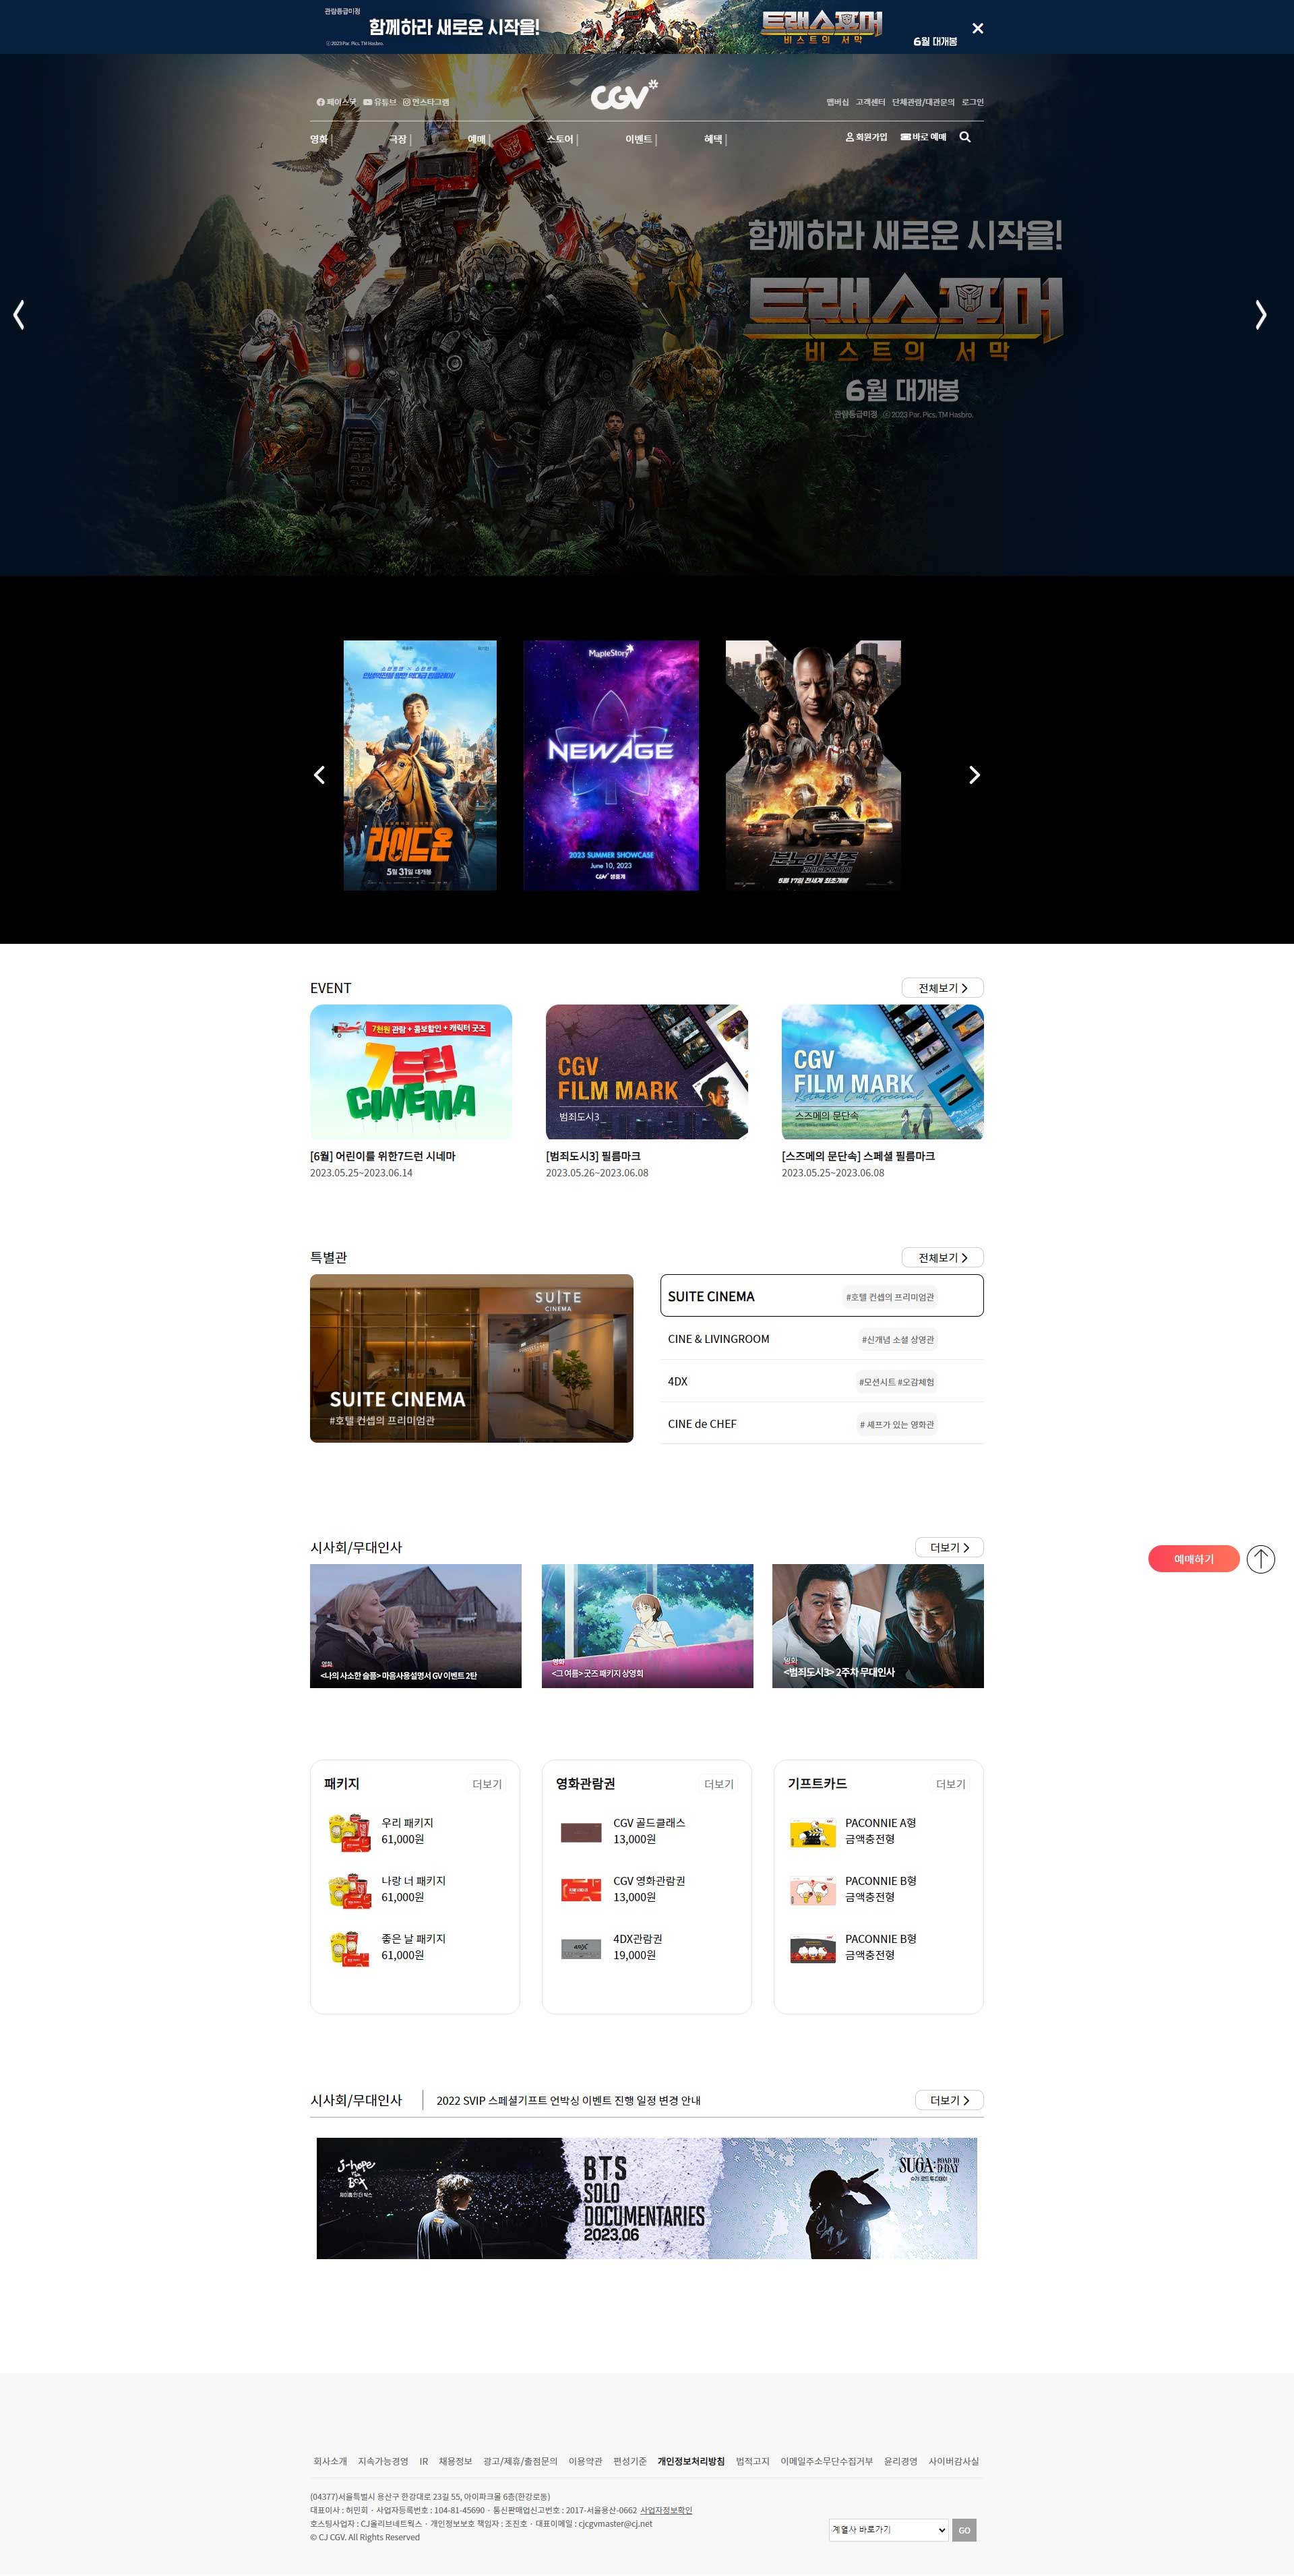 관람등급미정
함께하라 새로운 시작을!
ⓒ2023 Par. Pics. TM Hasbro.
트랜스포머
비스트의 서막
6월 대개봉
페이스북 유튜브 인스타그램
CGV
멤버십 고객센터 단체관람/대관문의 로그인
영화 | 극장 | 예매 | 스토어 | 이벤트 | 혜택 |
회원가입 바로 예매
함께하라 새로운 시작을!
트랜스포머
비스트의 서막
6월 대개봉
관람등급미정 ⓒ 2023 Par. Pics. TM Hasbro.
라이드온
5월 31일 대개봉
MapleStory
NEW AGE
2023 SUMMER SHOWCASE
June 10, 2023
CGV 생중계
분노의 질주
5월 17일 전세계 최초개봉
EVENT
전체보기
7천원 관람 + 콤보할인 + 캐릭터 굿즈
7드런
CINEMA
CGV
FILM MARK
범죄도시3
CGV
FILM MARK
스즈메의 문단속
[6월] 어린이를 위한7드런 시네마
2023.05.25~2023.06.14
[범죄도시3] 필름마크
2023.05.26~2023.06.08
[스즈메의 문단속] 스페셜 필름마크
2023.05.25~2023.06.08
특별관
전체보기
SUITE
CINEMA
SUITE CINEMA
#호텔 컨셉의 프리미엄관
SUITE CINEMA #호텔 컨셉의 프리미엄관
CINE & LIVINGROOM #신개념 소셜 상영관
4DX #모션시트 #오감체험
CINE de CHEF # 셰프가 있는 영화관
시사회/무대인사
더보기
예매하기
영화
<나의 사소한 슬픔> 마음사용설명서 GV 이벤트 2탄
영화
<그 여름> 굿즈 패키지 상영회
영화
<범죄도시3> 2주차 무대인사
패키지 더보기
우리 패키지
61,000원
나랑 너 패키지
61,000원
좋은 날 패키지
61,000원
영화관람권 더보기
CGV 골드클래스
13,000원
CGV 영화관람권
13,000원
4DX
4DX관람권
19,000원
기프트카드 더보기
PACONNIE A형
금액충전형
PACONNIE B형
금액충전형
PACONNIE B형
금액충전형
시사회/무대인사 2022 SVIP 스페셜기프트 언박싱 이벤트 진행 일정 변경 안내 더보기
j-hope
IN THE
BOX
제이홉 인 더 박스
BTS
SOLO
DOCUMENTARIES
2023.06
SUGA: ROAD TO D-DAY
회사소개 지속가능경영 IR 채용정보 광고/제휴/출점문의 이용약관 편성기준 개인정보처리방침 법적고지 이메일주소무단수집거부 윤리경영 사이버감사실
(04377)서울특별시 용산구 한강대로 23길 55, 아이파크몰 6층(한강로동)
대표이사 : 허민회 · 사업자등록번호 : 104-81-45690 · 통신판매업신고번호 : 2017-서울용산-0662 사업자정보확인
호스팅사업자 : CJ올리브네트웍스 · 개인정보보호 책임자 : 조진호 · 대표이메일 : cjcgvmaster@cj.net
© CJ CGV. All Rights Reserved
계열사 바로가기 GO